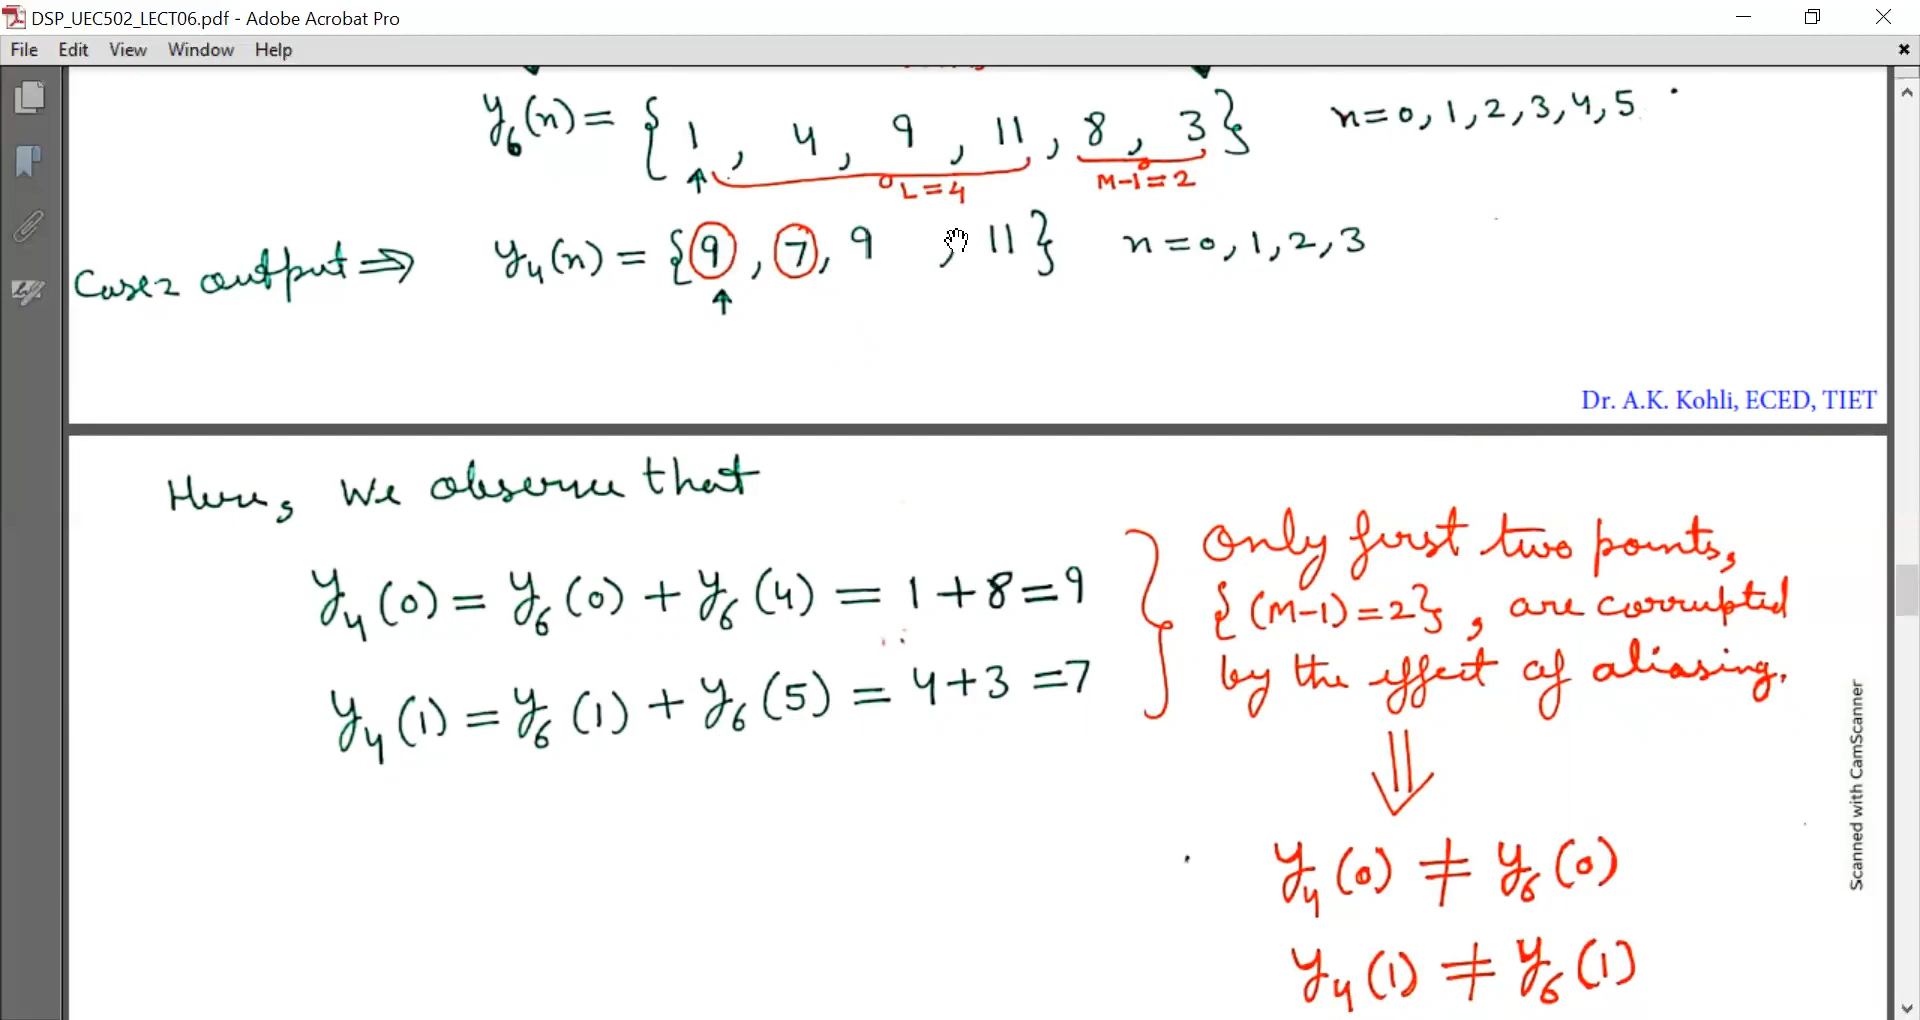 DSP_UEC502_LECT06.pdf - Adobe Acrobat Pro
File Edit View Window Help
y₆(n) = { 1, 4, 9, 11, 8, 3 } n=0,1,2,3,4,5
↑ L=4 M-1=2
Case2 output ⇒ y₄(n) = { 9, 7, 9, 11 } n=0,1,2,3
↑
Dr. A.K. Kohli, ECED, TIET
Here, we observe that
y₄(0) = y₆(0) + y₆(4) = 1+8=9
y₄(1) = y₆(1) + y₆(5) = 4+3=7
Only first two points,
{(M-1)=2}, are corrupted
by the effect of aliasing.
⇓
y₄(0) ≠ y₆(0)
y₄(1) ≠ y₆(1)
Scanned with CamScanner